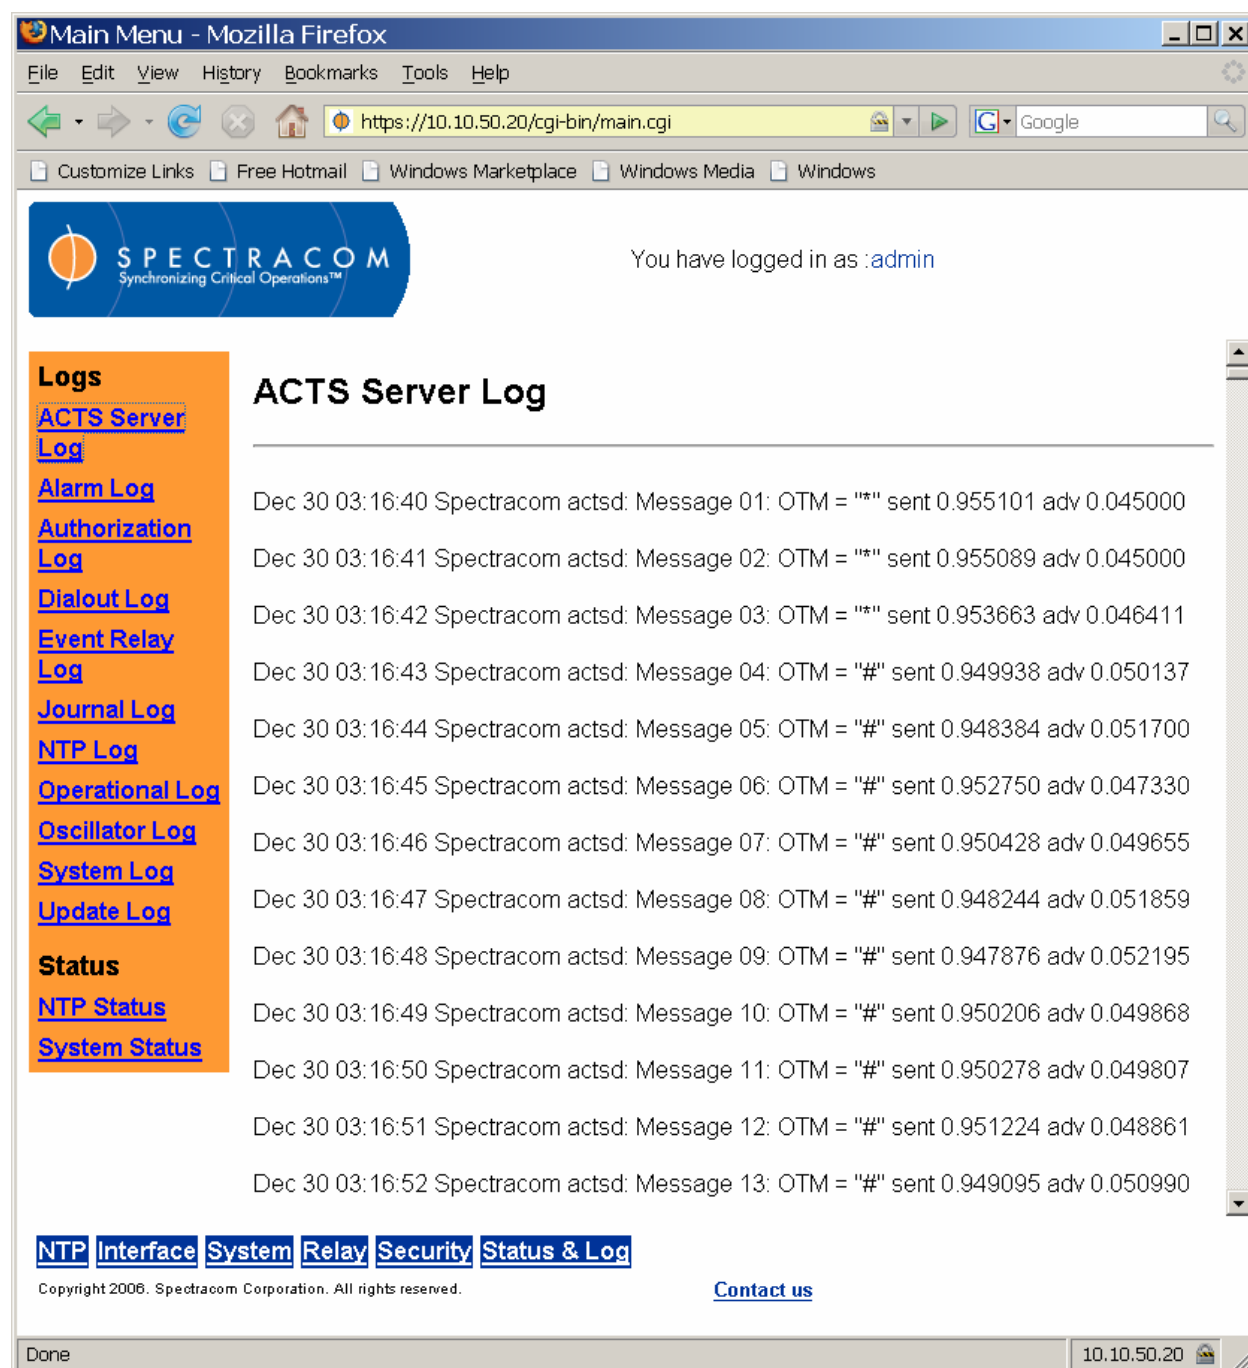 Main Menu - Mozilla Firefox
File Edit View History Bookmarks Tools Help
https://10.10.50.20/cgi-bin/main.cgi
G Google
Customize Links Free Hotmail Windows Marketplace Windows Media Windows
SPECTRACOM
Synchronizing Critical Operations™
You have logged in as :admin
Logs
ACTS Server
Log
Alarm Log
Authorization
Log
Dialout Log
Event Relay
Log
Journal Log
NTP Log
Operational Log
Oscillator Log
System Log
Update Log
Status
NTP Status
System Status
ACTS Server Log
Dec 30 03:16:40 Spectracom actsd: Message 01: OTM = "*" sent 0.955101 adv 0.045000
Dec 30 03:16:41 Spectracom actsd: Message 02: OTM = "*" sent 0.955089 adv 0.045000
Dec 30 03:16:42 Spectracom actsd: Message 03: OTM = "*" sent 0.953663 adv 0.046411
Dec 30 03:16:43 Spectracom actsd: Message 04: OTM = "#" sent 0.949938 adv 0.050137
Dec 30 03:16:44 Spectracom actsd: Message 05: OTM = "#" sent 0.948384 adv 0.051700
Dec 30 03:16:45 Spectracom actsd: Message 06: OTM = "#" sent 0.952750 adv 0.047330
Dec 30 03:16:46 Spectracom actsd: Message 07: OTM = "#" sent 0.950428 adv 0.049655
Dec 30 03:16:47 Spectracom actsd: Message 08: OTM = "#" sent 0.948244 adv 0.051859
Dec 30 03:16:48 Spectracom actsd: Message 09: OTM = "#" sent 0.947876 adv 0.052195
Dec 30 03:16:49 Spectracom actsd: Message 10: OTM = "#" sent 0.950206 adv 0.049868
Dec 30 03:16:50 Spectracom actsd: Message 11: OTM = "#" sent 0.950278 adv 0.049807
Dec 30 03:16:51 Spectracom actsd: Message 12: OTM = "#" sent 0.951224 adv 0.048861
Dec 30 03:16:52 Spectracom actsd: Message 13: OTM = "#" sent 0.949095 adv 0.050990
NTP Interface System Relay Security Status & Log
Copyright 2006. Spectracom Corporation. All rights reserved.
Contact us
Done
10.10.50.20